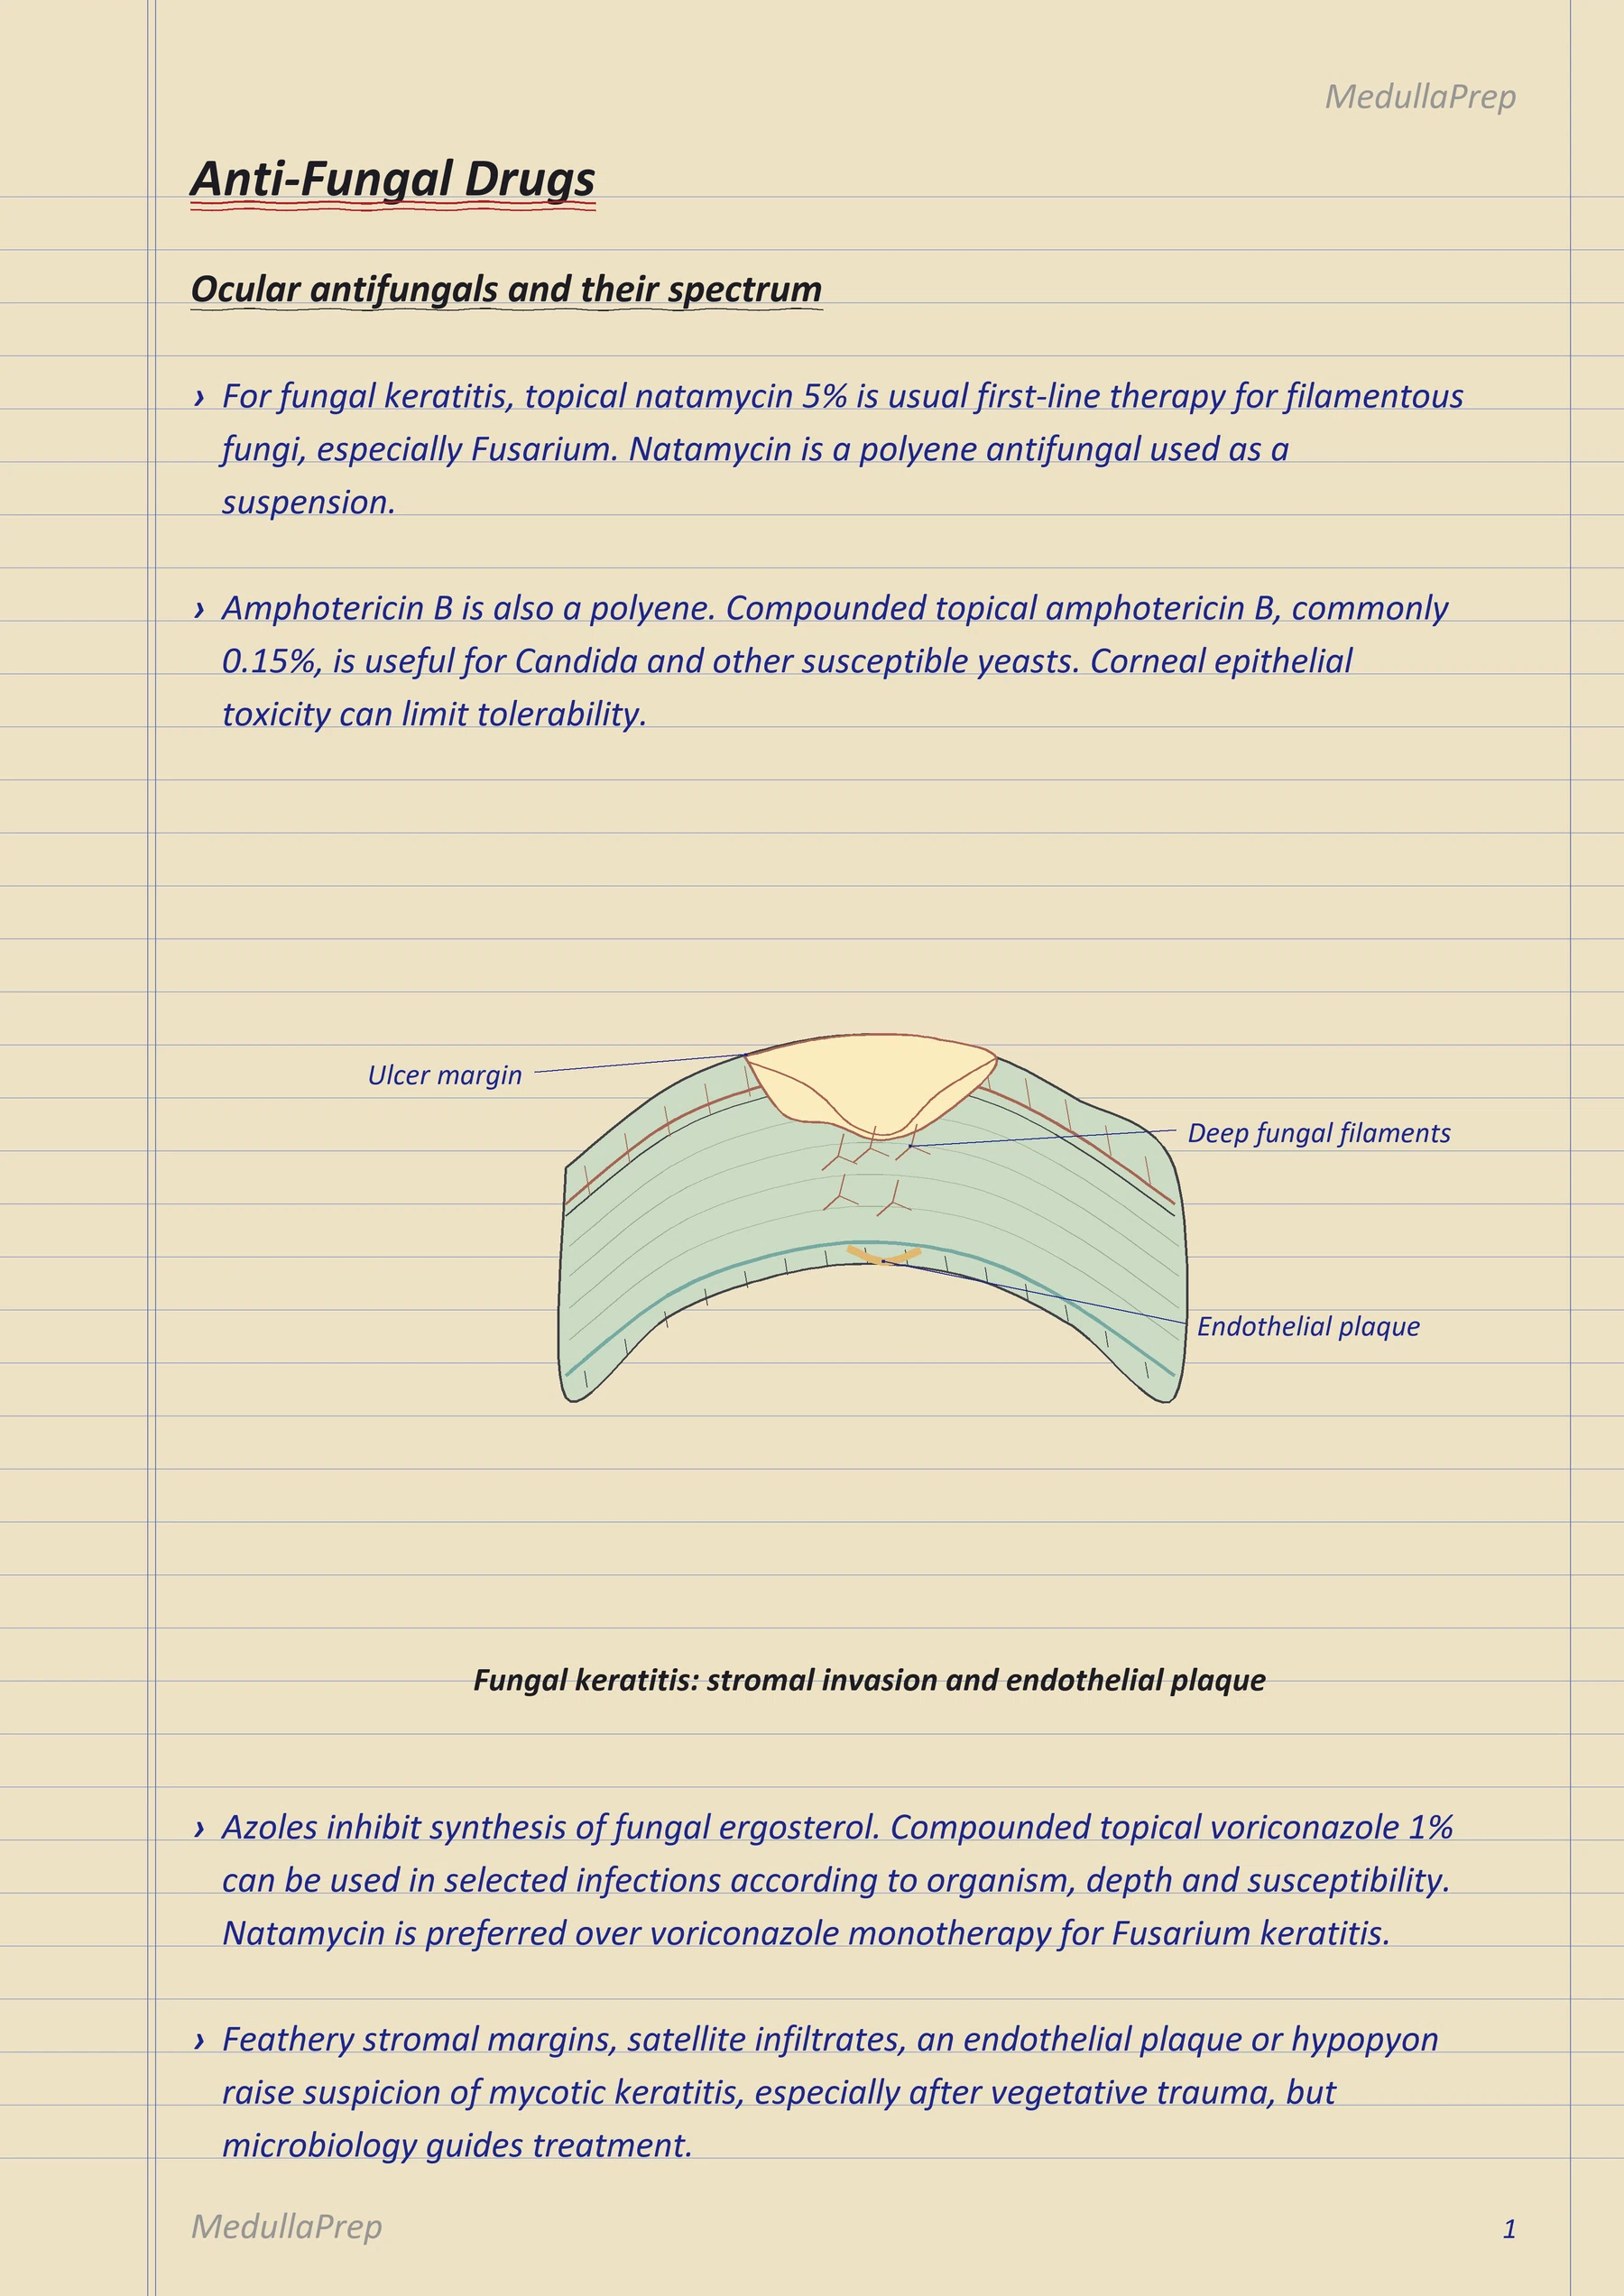 MedullaPrep
Anti-Fungal Drugs
Ocular antifungals and their spectrum
› For fungal keratitis, topical natamycin 5% is usual first-line therapy for filamentous
fungi, especially Fusarium. Natamycin is a polyene antifungal used as a
suspension.
› Amphotericin B is also a polyene. Compounded topical amphotericin B, commonly
0.15%, is useful for Candida and other susceptible yeasts. Corneal epithelial
toxicity can limit tolerability.
Ulcer margin
Deep fungal filaments
Endothelial plaque
Fungal keratitis: stromal invasion and endothelial plaque
› Azoles inhibit synthesis of fungal ergosterol. Compounded topical voriconazole 1%
can be used in selected infections according to organism, depth and susceptibility.
Natamycin is preferred over voriconazole monotherapy for Fusarium keratitis.
› Feathery stromal margins, satellite infiltrates, an endothelial plaque or hypopyon
raise suspicion of mycotic keratitis, especially after vegetative trauma, but
microbiology guides treatment.
MedullaPrep
1